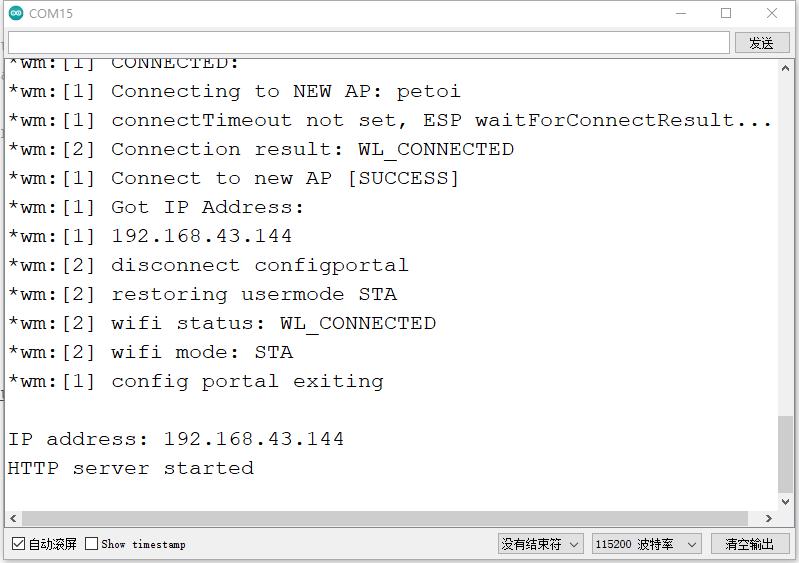 COM15
发送
*wm:[1] CONNECTED:
*wm:[1] Connecting to NEW AP: petoi
*wm:[1] connectTimeout not set, ESP waitForConnectResult...
*wm:[2] Connection result: WL_CONNECTED
*wm:[1] Connect to new AP [SUCCESS]
*wm:[1] Got IP Address:
*wm:[1] 192.168.43.144
*wm:[2] disconnect configportal
*wm:[2] restoring usermode STA
*wm:[2] wifi status: WL_CONNECTED
*wm:[2] wifi mode: STA
*wm:[1] config portal exiting
IP address: 192.168.43.144
HTTP server started
自动滚屏 Show timestamp 没有结束符 115200 波特率 清空输出